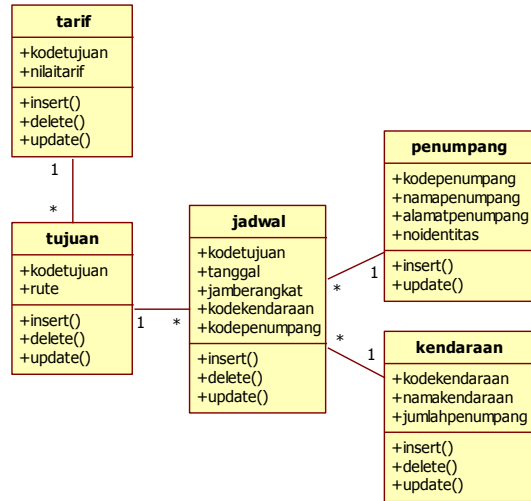 tarif
+kodetujuan
+nilaitarif
+insert()
+delete()
+update()
1
*
tujuan
+kodetujuan
+rute
+insert()
+delete()
+update()
1
*
jadwal
+kodetujuan
+tanggal
+jamberangkat
+kodekendaraan
+kodepenumpang
+insert()
+delete()
+update()
*
1
penumpang
+kodepenumpang
+namapenumpang
+alamatpenumpang
+noidentitas
+insert()
+update()
*
1
kendaraan
+kodekendaraan
+namakendaraan
+jumlahpenumpang
+insert()
+delete()
+update()